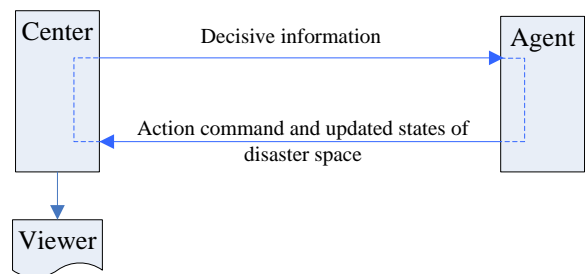 Center
Decisive information
Agent
Action command and updated states of
disaster space
Viewer